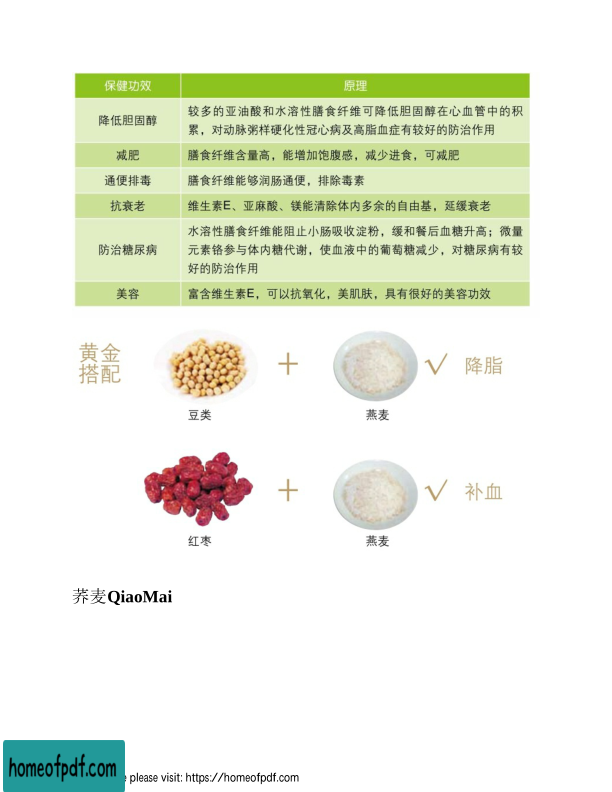 保健功效 原理
降低胆固醇 较多的亚油酸和水溶性膳食纤维可降低胆固醇在心血管中的积
累，对动脉粥样硬化性冠心病及高脂血症有较好的防治作用
减肥 膳食纤维含量高，能增加饱腹感，减少进食，可减肥
通便排毒 膳食纤维能够润肠通便，排除毒素
抗衰老 维生素E、亚麻酸、镁能清除体内多余的自由基，延缓衰老
防治糖尿病 水溶性膳食纤维能阻止小肠吸收淀粉，缓和餐后血糖升高；微量
元素铬参与体内糖代谢，使血液中的葡萄糖减少，对糖尿病有较
好的防治作用
美容 富含维生素E，可以抗氧化，美肌肤，具有很好的美容功效
黄金
搭配
+ √ 降脂
豆类 燕麦
+ √ 补血
红枣 燕麦
荞麦QiaoMai
homeofpdf.com
please visit: https://homeofpdf.com